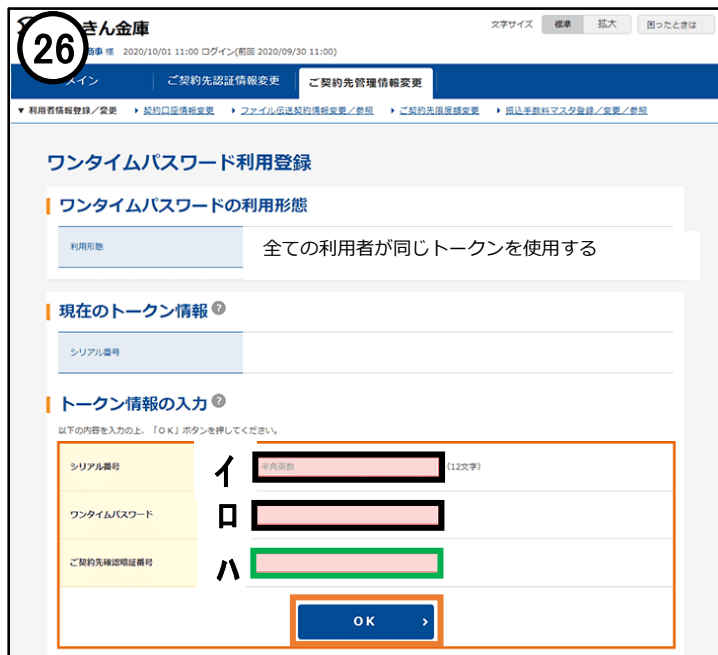 きん金庫
文字サイズ 標準 拡大 困ったときは
26
商事 様 2020/10/01 11:00 ログイン(前回 2020/09/30 11:00)
メイン ご契約先認証情報変更 ご契約先管理情報変更
▼ 利用者情報登録／変更 ▶ 契約口座情報変更 ▶ ファイル伝送契約情報変更／参照 ▶ ご契約先限度額変更 ▶ 振込手数料マスタ登録／変更／参照
ワンタイムパスワード利用登録
ワンタイムパスワードの利用形態
利用形態 全ての利用者が同じトークンを使用する
現在のトークン情報 ?
シリアル番号
トークン情報の入力 ?
以下の内容を入力の上、「ＯＫ」ボタンを押してください。
シリアル番号 イ 半角英数 (12文字)
ワンタイムパスワード ロ
ご契約先確認暗証番号 ハ
OK ›